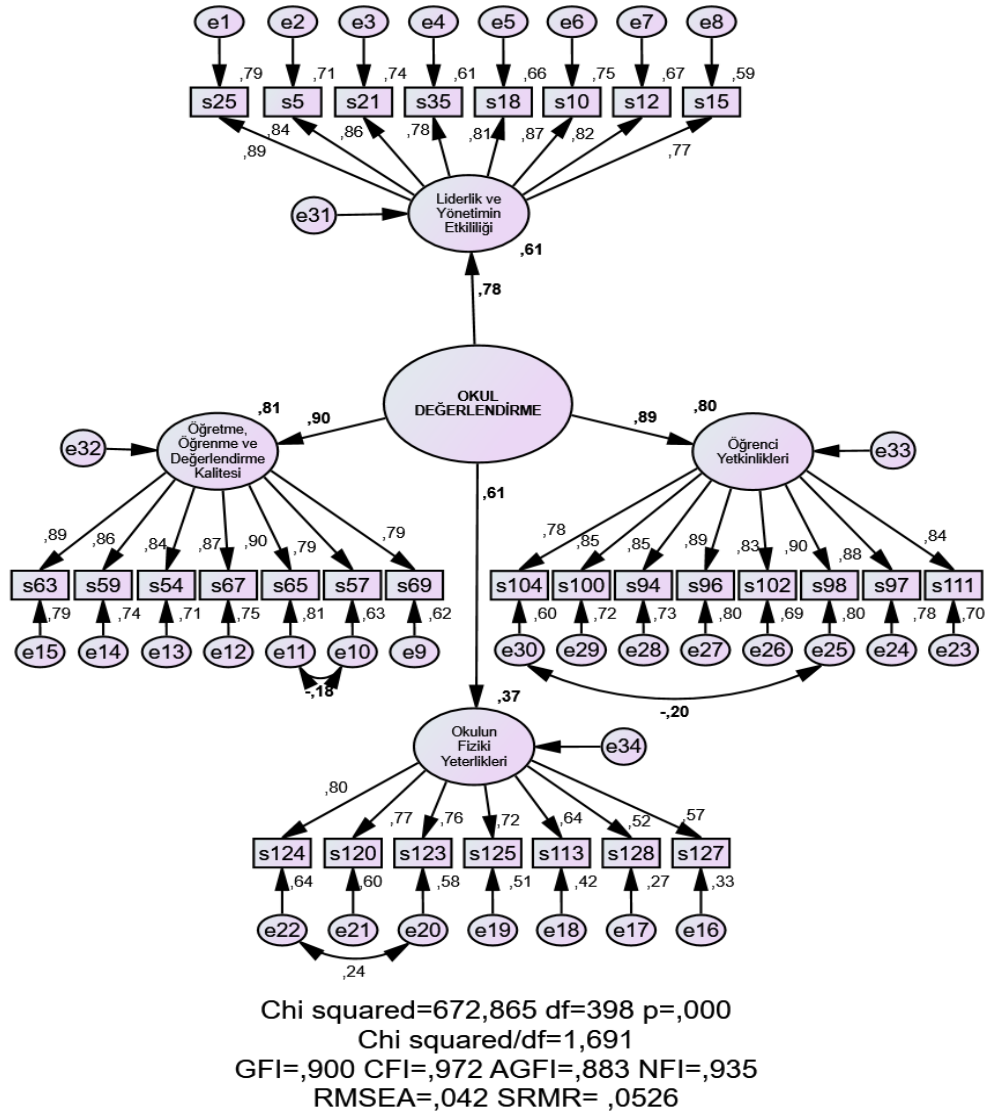 e1 e2 e3 e4 e5 e6 e7 e8
,79 ,71 ,74 ,61 ,66 ,75 ,67 ,59
s25 s5 s21 s35 s18 s10 s12 s15
,89 ,84 ,86 ,78 ,81 ,87 ,82 ,77
e31
Liderlik ve
Yönetimin
Etkililiği
,61
,78
OKUL
DEĞERLENDİRME
,81
,90
,89
,80
e32
Öğretme,
Öğrenme ve
Değerlendirme
Kalitesi
Öğrenci
Yetkinlikleri
e33
,61
,89 ,86 ,84 ,87 ,90 ,79 ,79
s63 s59 s54 s67 s65 s57 s69
,79 ,74 ,71 ,75 ,81 ,63 ,62
e15 e14 e13 e12 e11 e10 e9
-,18
,78 ,85 ,85 ,89 ,83 ,90 ,88 ,84
s104 s100 s94 s96 s102 s98 s97 s111
,60 ,72 ,73 ,80 ,69 ,80 ,78 ,70
e30 e29 e28 e27 e26 e25 e24 e23
-,20
,37
Okulun
Fiziki
Yeterlikleri
e34
,80 ,77 ,76 ,72 ,64 ,52 ,57
s124 s120 s123 s125 s113 s128 s127
,64 ,60 ,58 ,51 ,42 ,27 ,33
e22 e21 e20 e19 e18 e17 e16
,24
Chi squared=672,865 df=398 p=,000
Chi squared/df=1,691
GFI=,900 CFI=,972 AGFI=,883 NFI=,935
RMSEA=,042 SRMR= ,0526